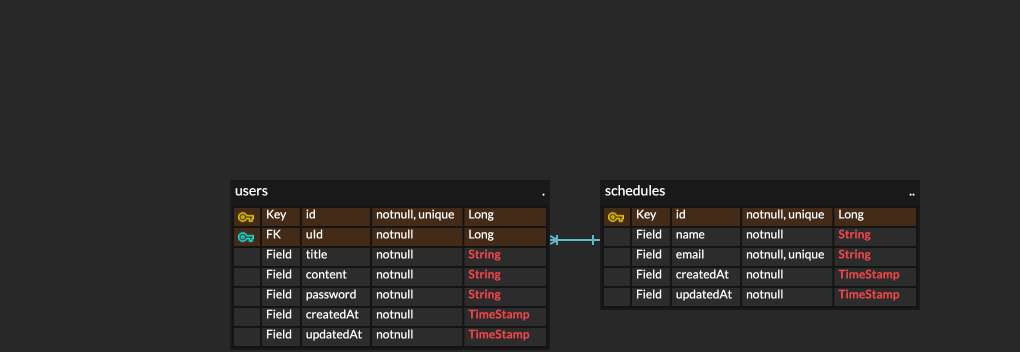 users .
Key id notnull, unique Long
FK uId notnull Long
Field title notnull String
Field content notnull String
Field password notnull String
Field createdAt notnull TimeStamp
Field updatedAt notnull TimeStamp
schedules ..
Key id notnull, unique Long
Field name notnull String
Field email notnull, unique String
Field createdAt notnull TimeStamp
Field updatedAt notnull TimeStamp